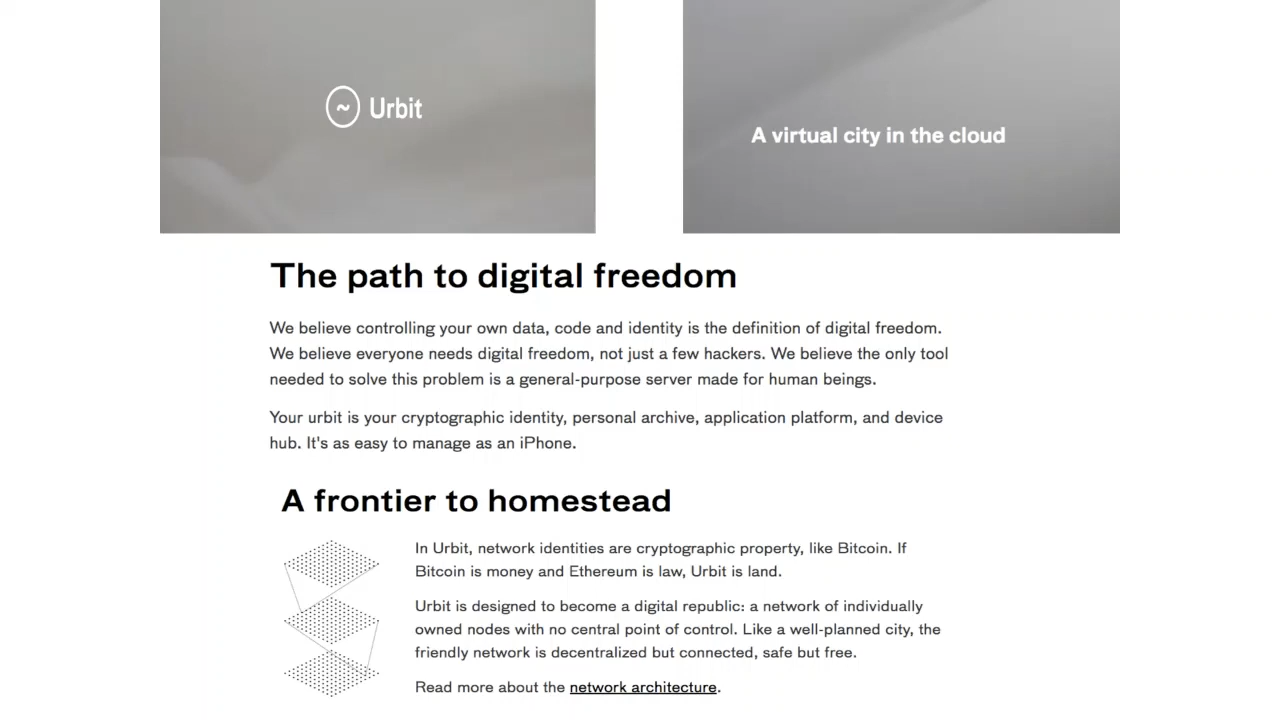 ~ Urbit
A virtual city in the cloud
The path to digital freedom
We believe controlling your own data, code and identity is the definition of digital freedom.
We believe everyone needs digital freedom, not just a few hackers. We believe the only tool
needed to solve this problem is a general-purpose server made for human beings.
Your urbit is your cryptographic identity, personal archive, application platform, and device
hub. It's as easy to manage as an iPhone.
A frontier to homestead
In Urbit, network identities are cryptographic property, like Bitcoin. If
Bitcoin is money and Ethereum is law, Urbit is land.
Urbit is designed to become a digital republic: a network of individually
owned nodes with no central point of control. Like a well-planned city, the
friendly network is decentralized but connected, safe but free.
Read more about the network architecture.